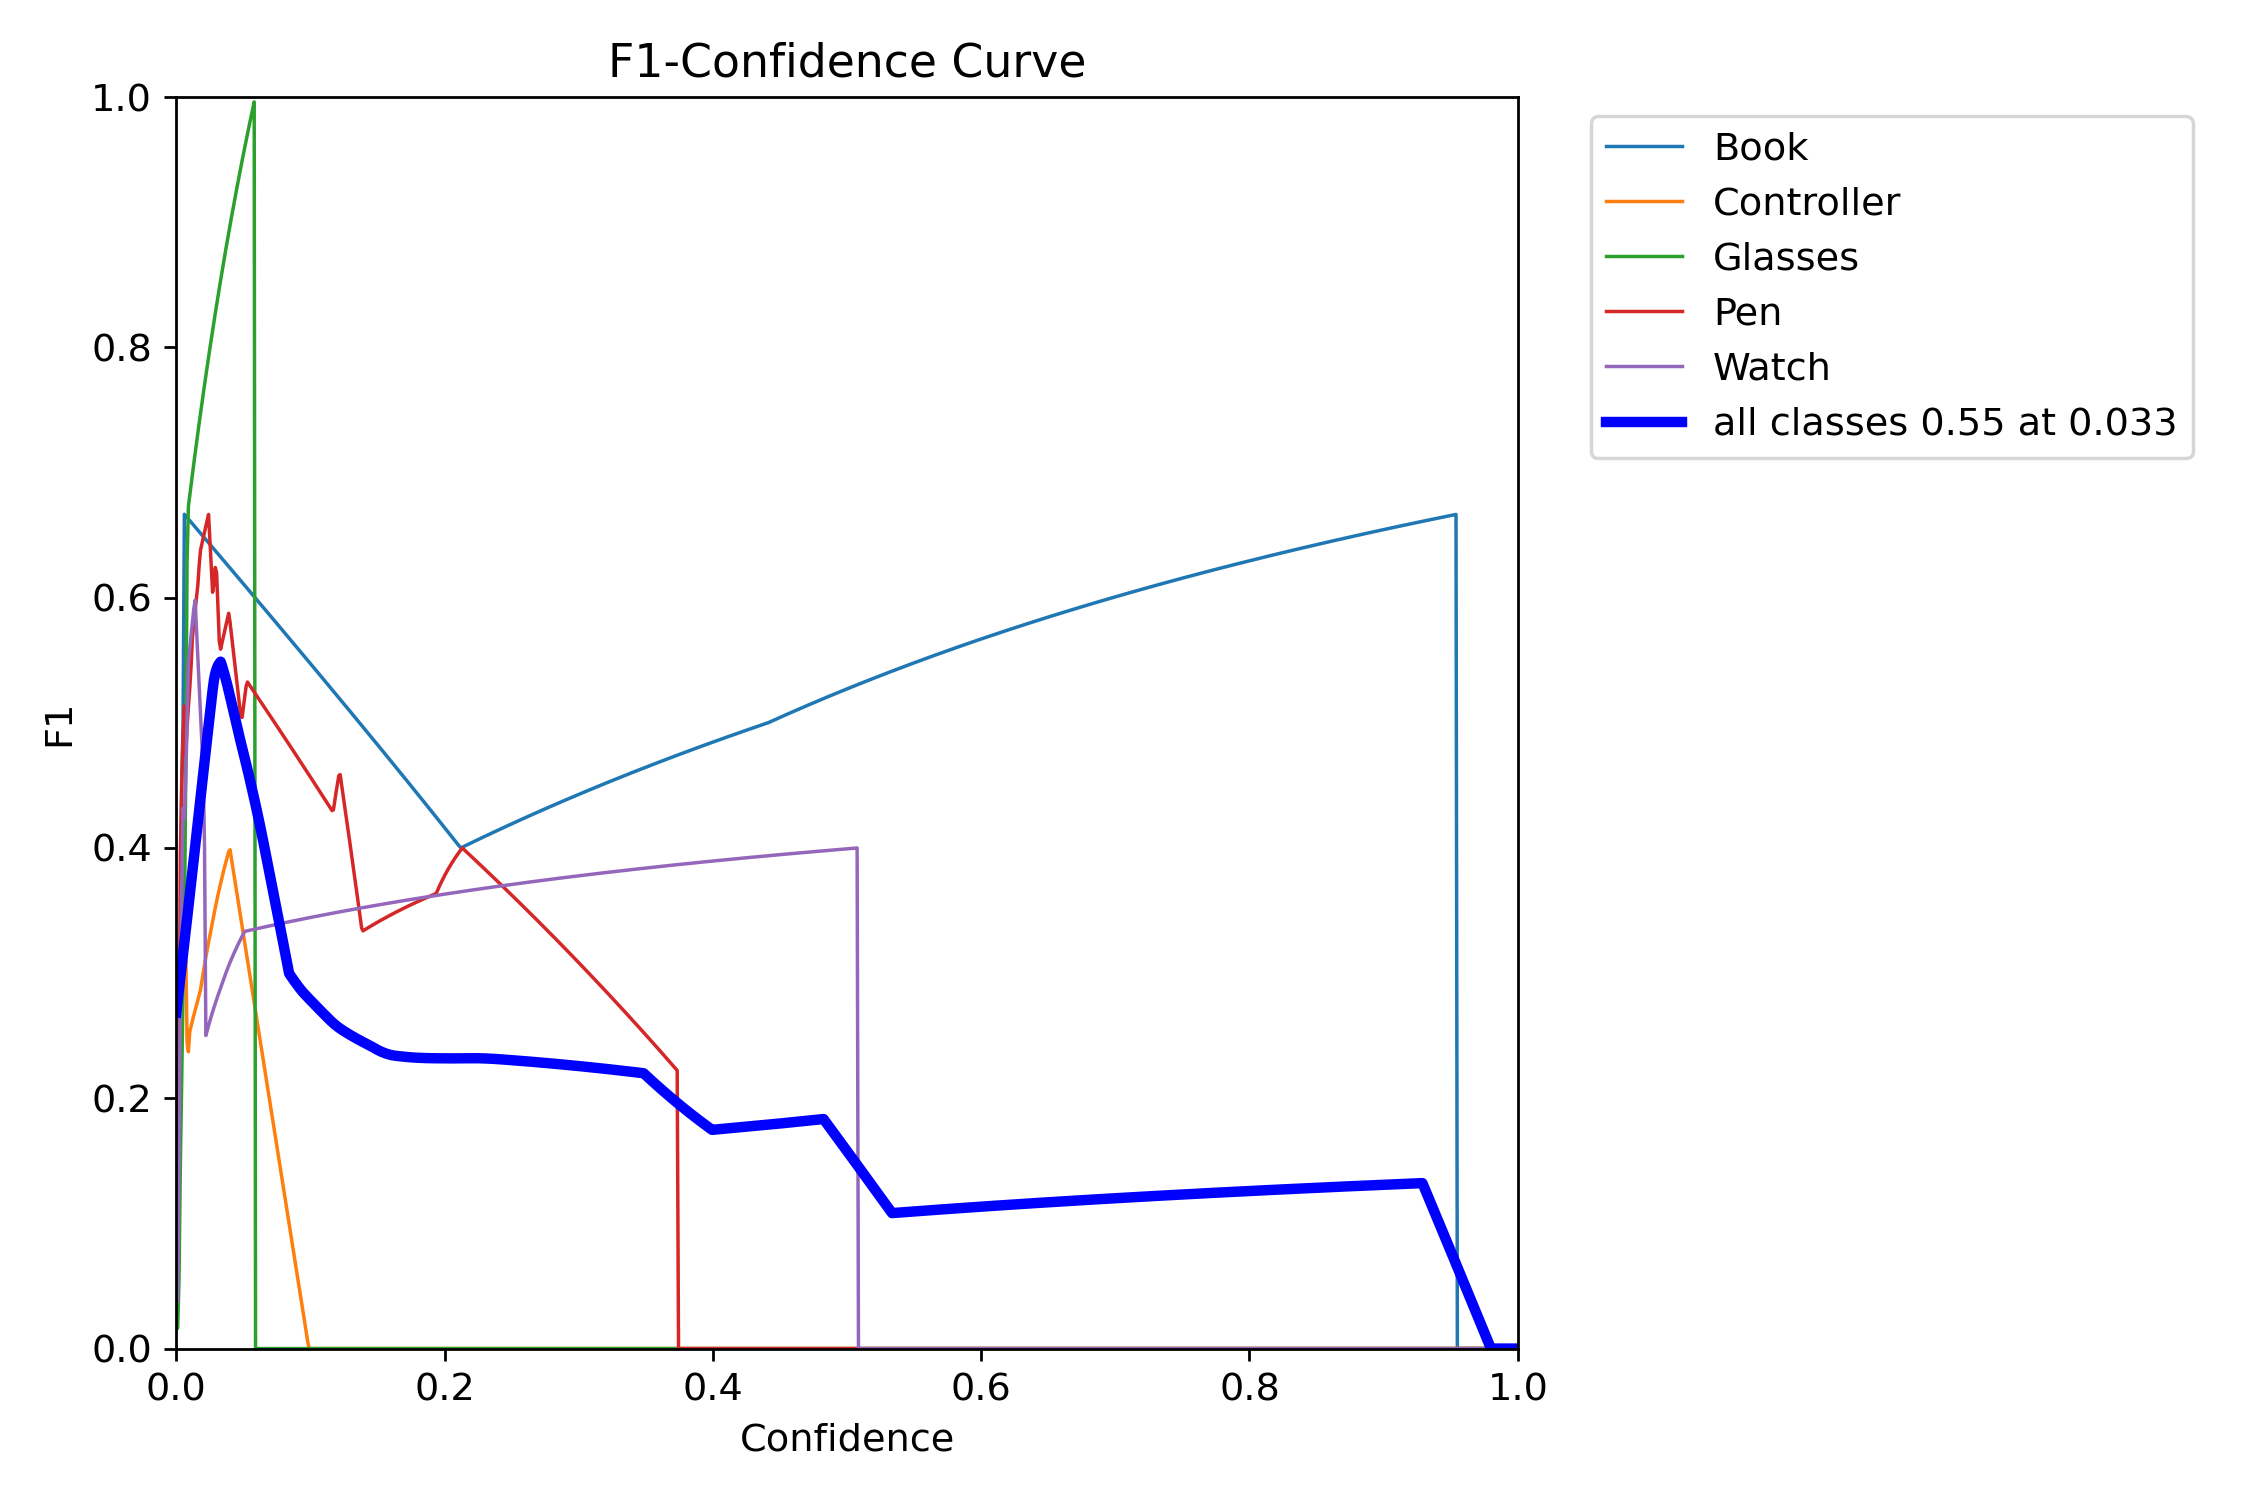 F1-Confidence Curve
1.0
0.8
0.6
0.4
0.2
0.0
F1
0.0 0.2 0.4 0.6 0.8 1.0
Confidence
Book
Controller
Glasses
Pen
Watch
all classes 0.55 at 0.033